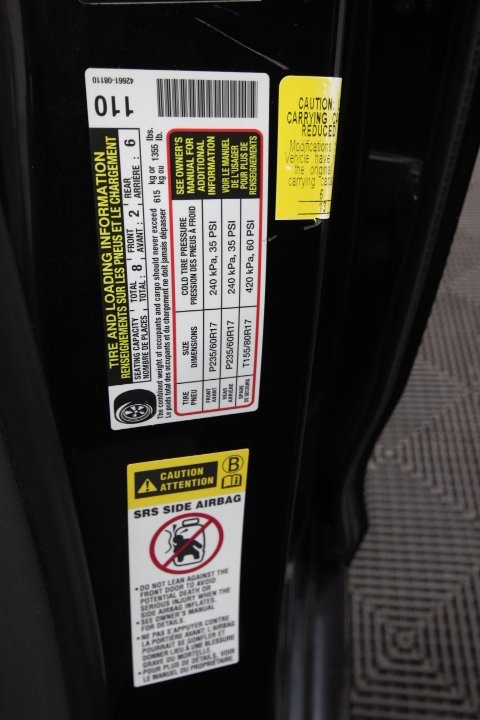 42661-08110
110
TIRE AND LOADING INFORMATION
RENSEIGNEMENTS SUR LES PNEUS ET LE CHARGEMENT
SEATING CAPACITY TOTAL : 8 FRONT : 2 REAR : 6
NOMBRE DE PLACES TOTAL : AVANT : ARRIÈRE :
The combined weight of occupants and cargo should never exceed 615 kg or 1355 lbs.
Le poids total des occupants et du chargement ne doit jamais dépasser kg ou lb.
TIRE SIZE COLD TIRE PRESSURE
PNEU DIMENSIONS PRESSION DES PNEUS À FROID
FRONT AVANT P235/60R17 240 kPa, 35 PSI
REAR ARRIÈRE P235/60R17 240 kPa, 35 PSI
SPARE DE SECOURS T155/80R17 420 kPa, 60 PSI
SEE OWNER'S
MANUAL FOR
ADDITIONAL
INFORMATION
VOIR LE MANUEL
DE L'USAGER
POUR PLUS DE
RENSEIGNEMENTS
CAUTION:
CARRYING
REDUCED
Modifications
vehicle have
the original
carrying
CAUTION
ATTENTION
B
SRS SIDE AIRBAG
• DO NOT LEAN AGAINST THE
FRONT DOOR TO AVOID
POTENTIAL DEATH OR
SERIOUS INJURY WHEN THE
SIDE AIRBAG INFLATES.
• SEE OWNER'S MANUAL
FOR DETAILS.
• NE PAS S'APPUYER CONTRE
LA PORTIÈRE AVANT; L'AIRBAG
POURRAIT SE GONFLER ET
DONNER LIEU À UNE BLESSURE
GRAVE OU MORTELLE.
• POUR PLUS DE DÉTAILS, VOIR
LE MANUEL DU PROPRIÉTAIRE.